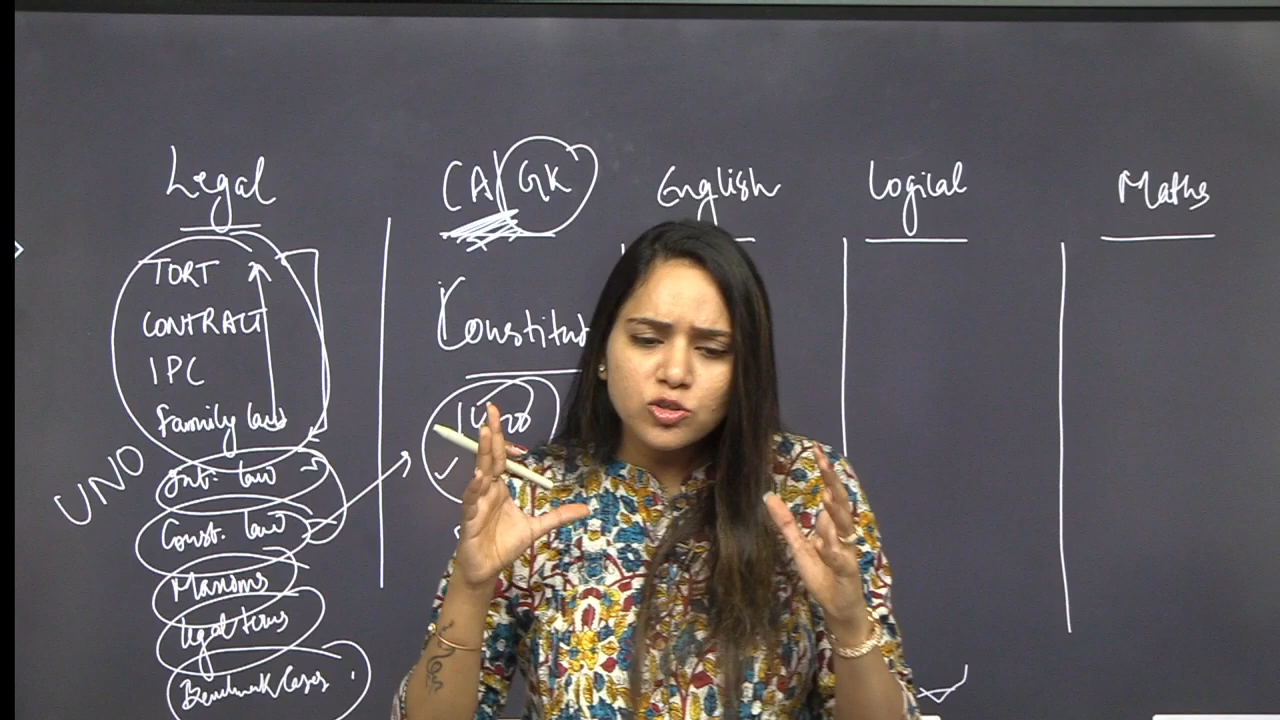 Legal
TORT
CONTRACT
IPC
family law
Int. law
UNO
Const. law
Maxims
legal terms
Benchmark Cases
CA/GK
Constitut
English
Logical
Maths